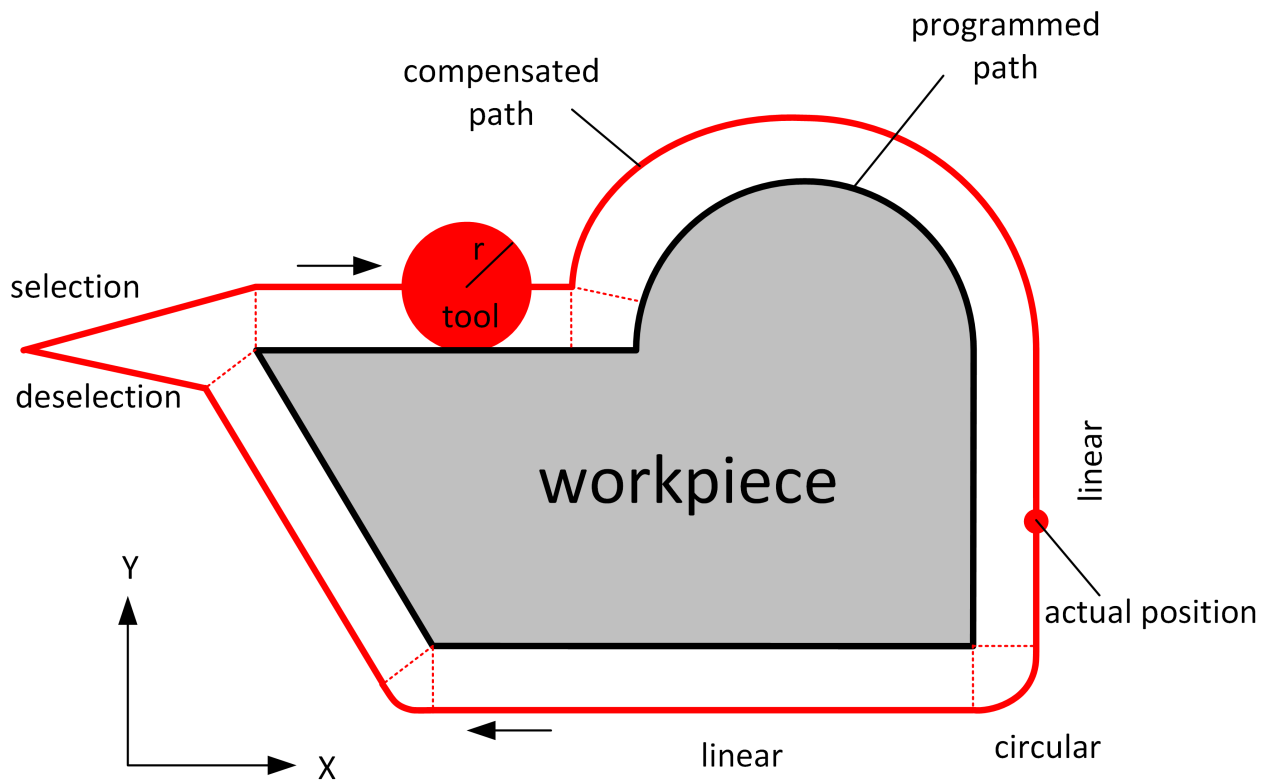 programmed
path
compensated
path
r
selection
tool
deselection
workpiece
linear
Y
actual position
linear
circular
X